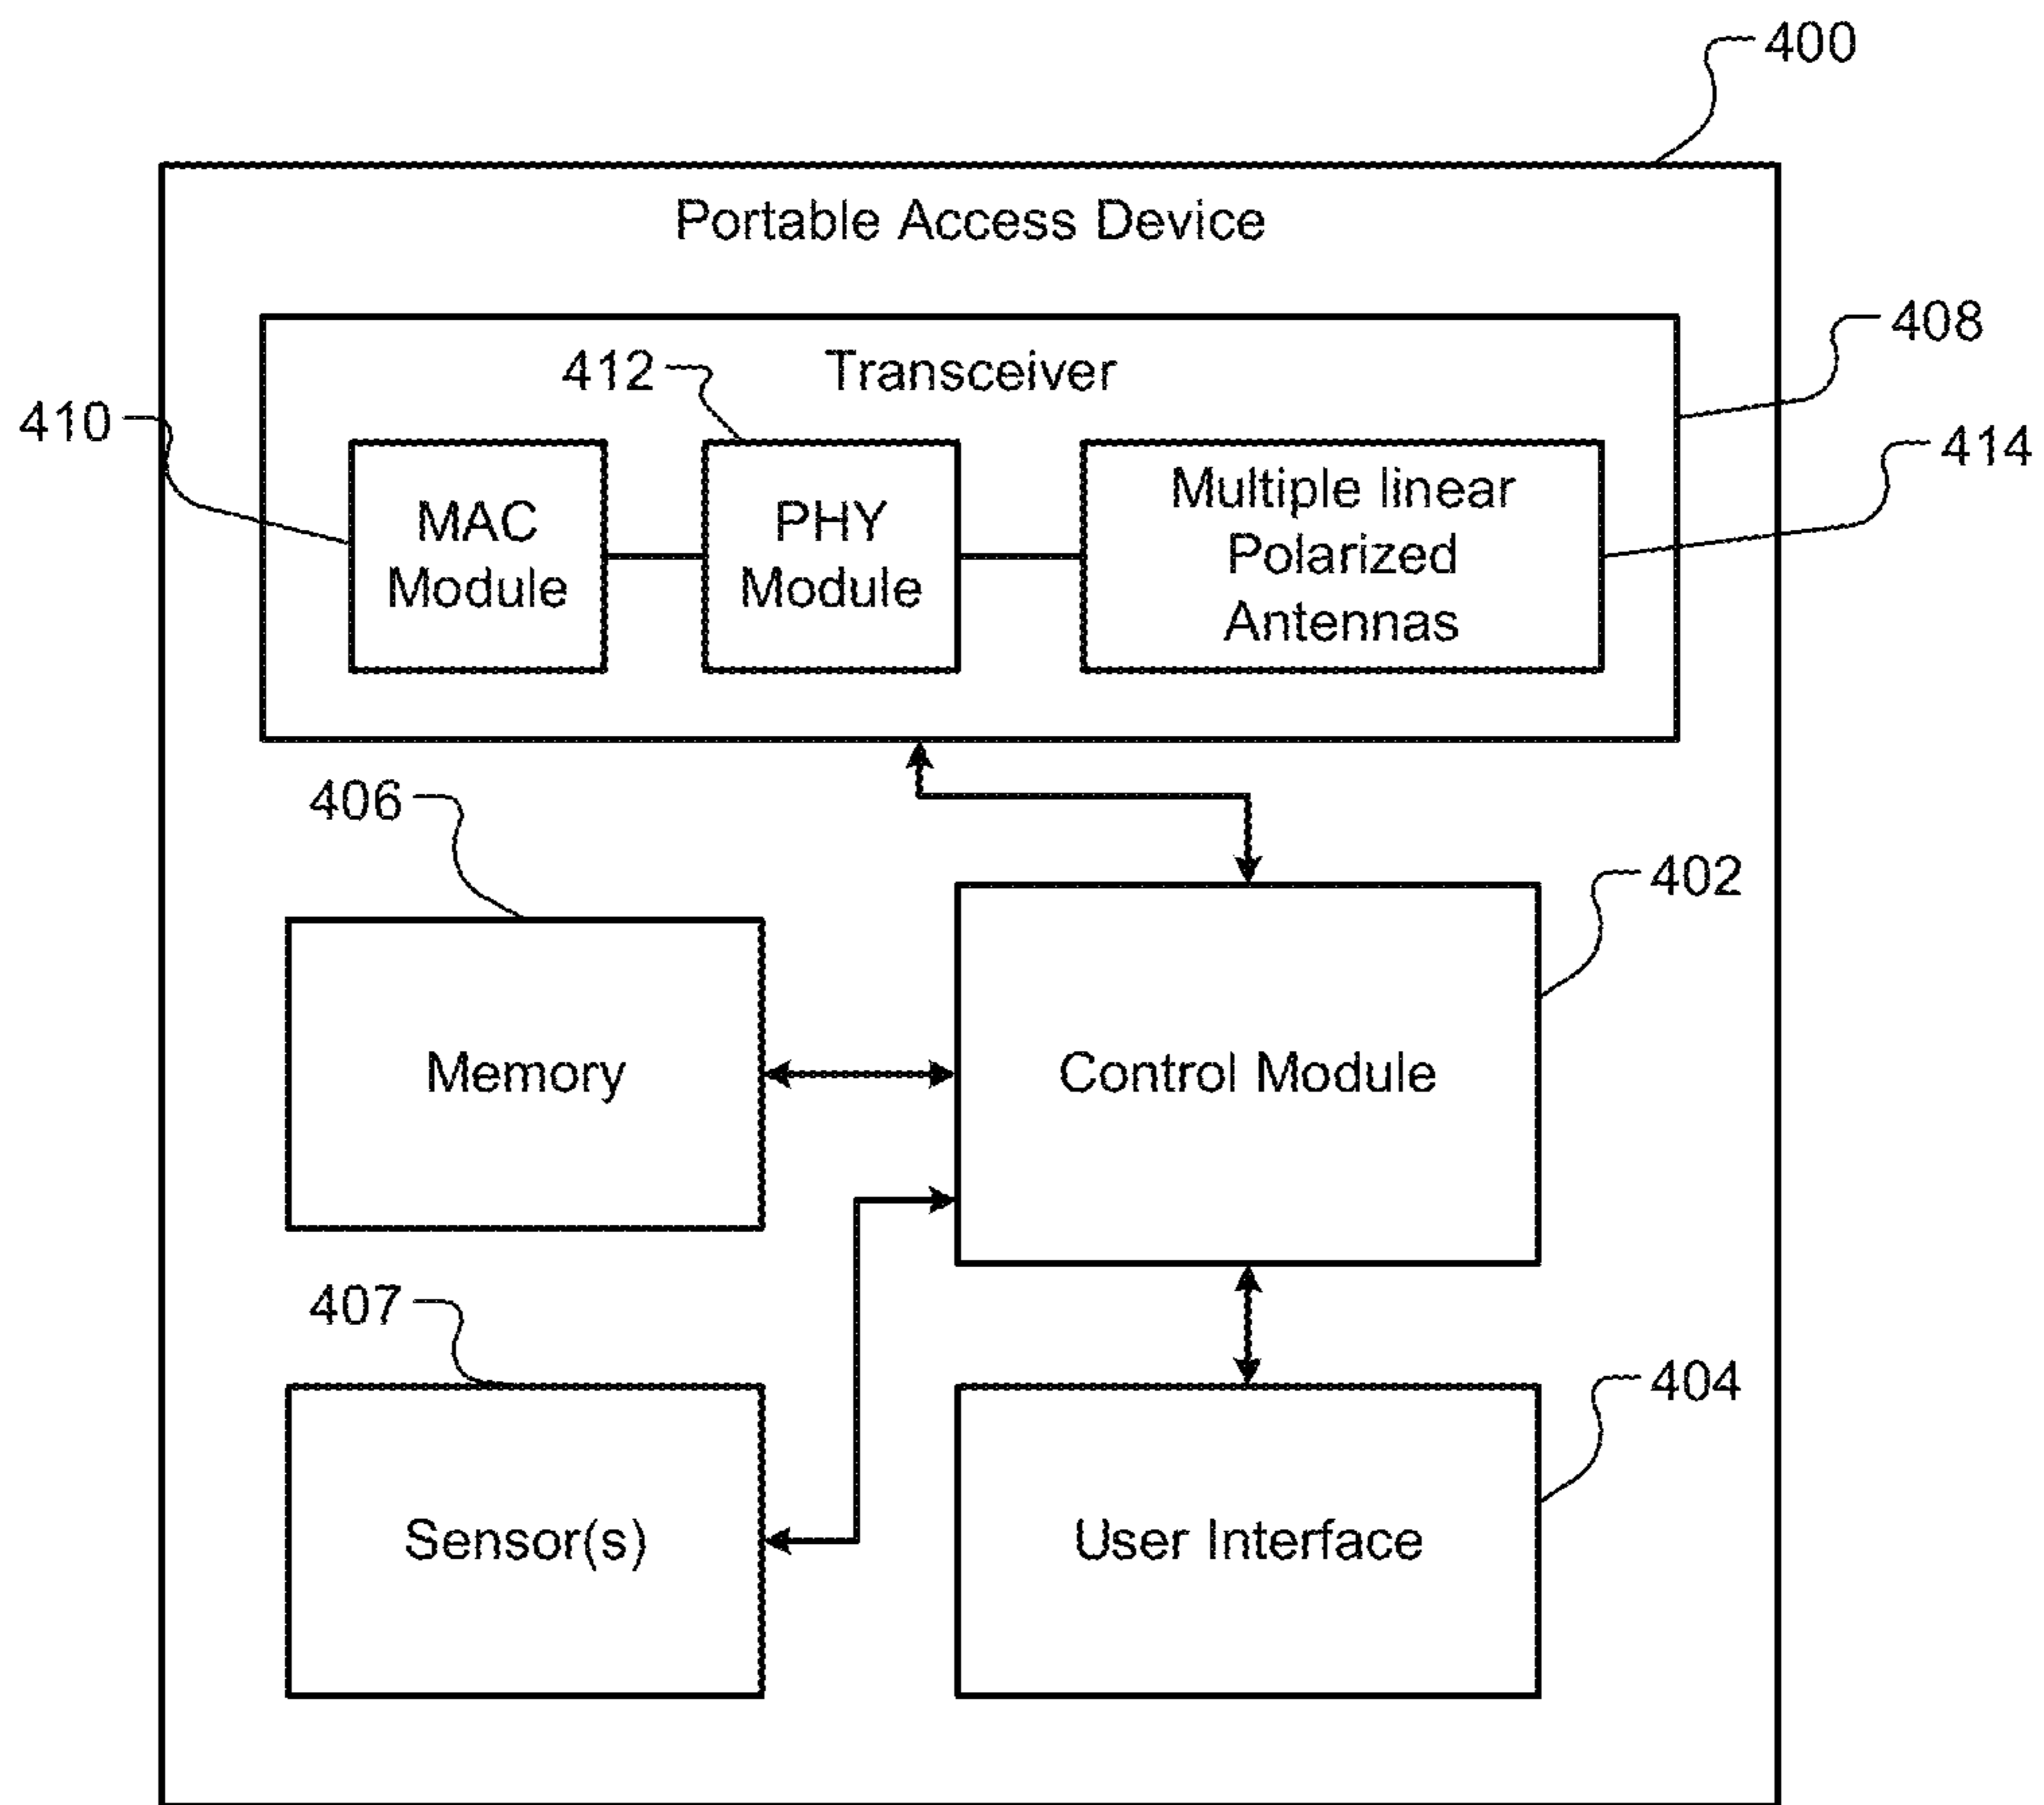 400
Portable Access Device
408
412
Transceiver
410
414
MAC
Module
PHY
Module
Multiple linear
Polarized
Antennas
406
402
Memory
Control Module
407
404
Sensor(s)
User Interface